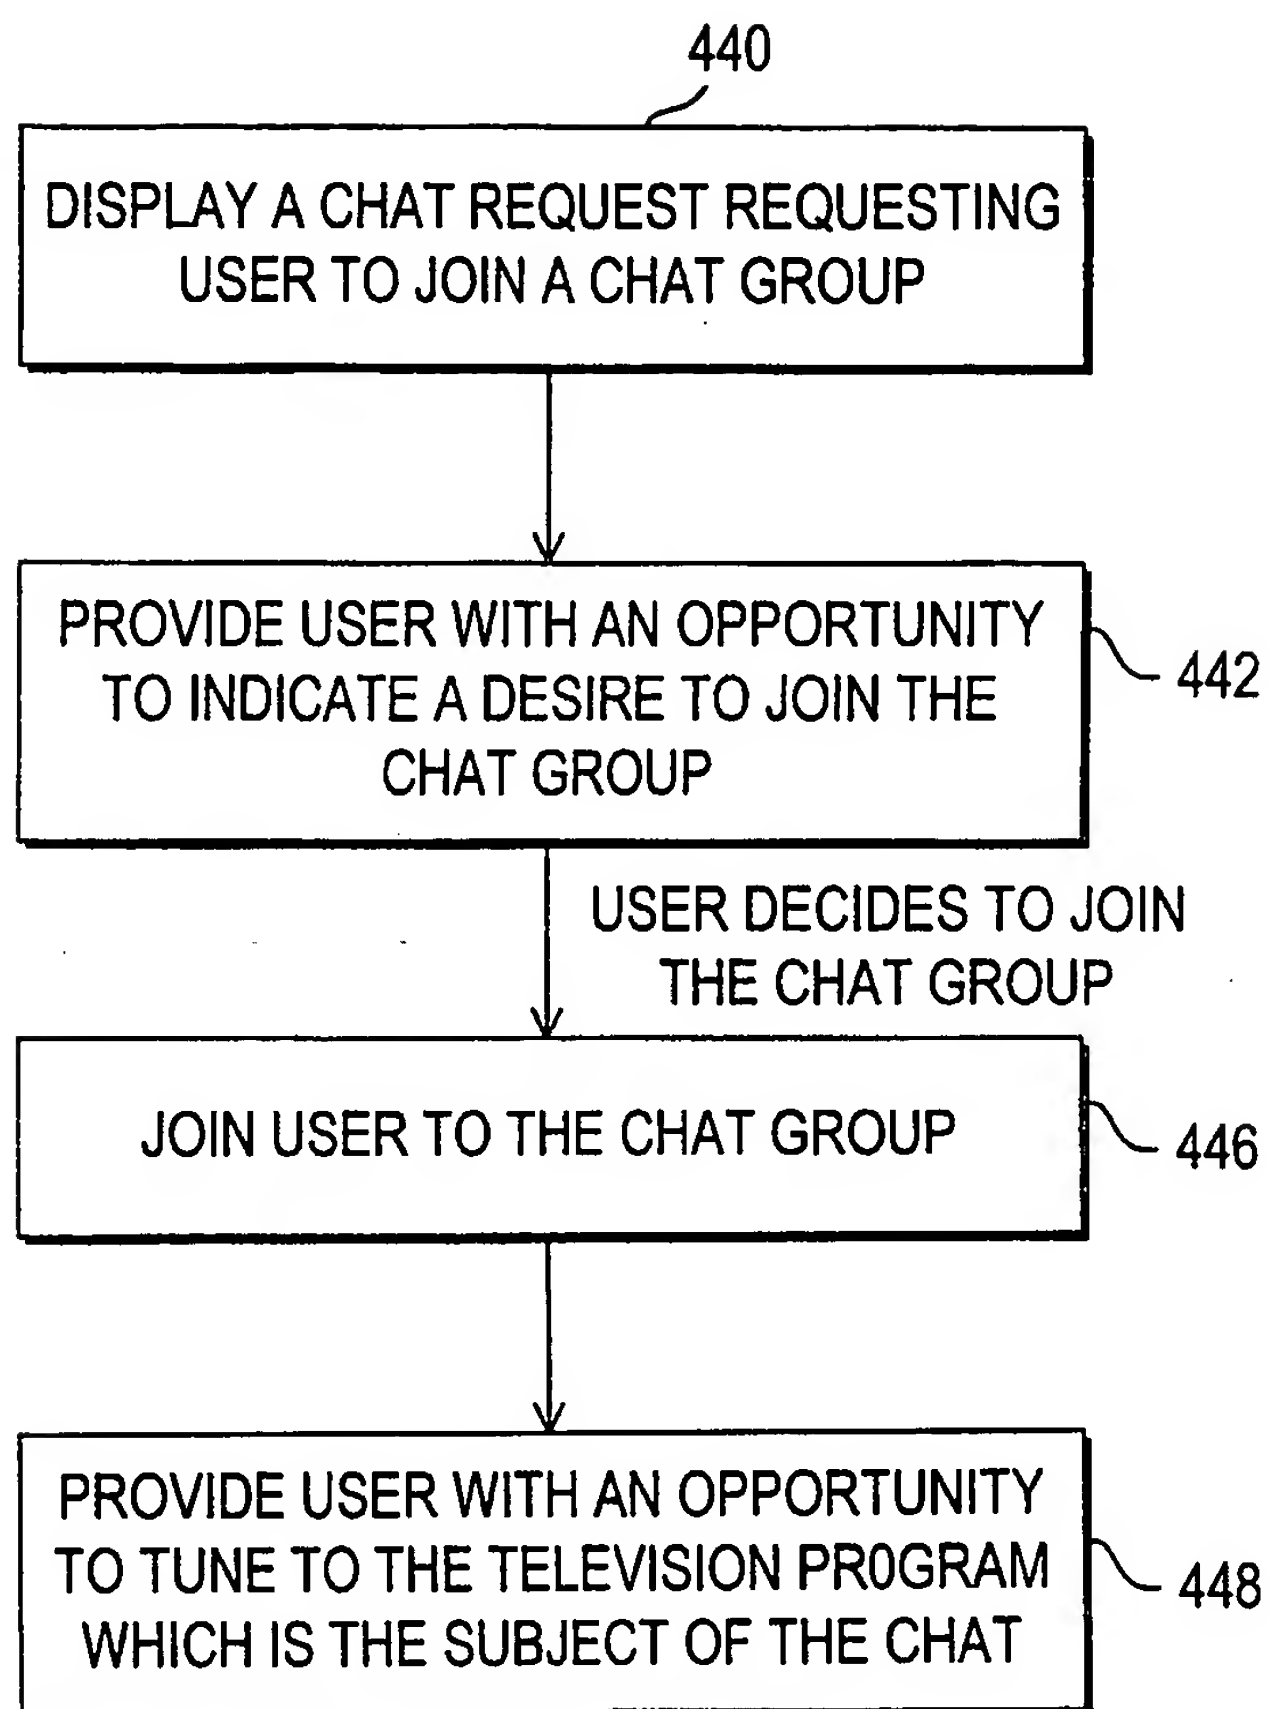 440
DISPLAY A CHAT REQUEST REQUESTING
USER TO JOIN A CHAT GROUP
PROVIDE USER WITH AN OPPORTUNITY
TO INDICATE A DESIRE TO JOIN THE
CHAT GROUP
442
USER DECIDES TO JOIN
THE CHAT GROUP
JOIN USER TO THE CHAT GROUP
446
PROVIDE USER WITH AN OPPORTUNITY
TO TUNE TO THE TELEVISION PROGRAM
WHICH IS THE SUBJECT OF THE CHAT
448